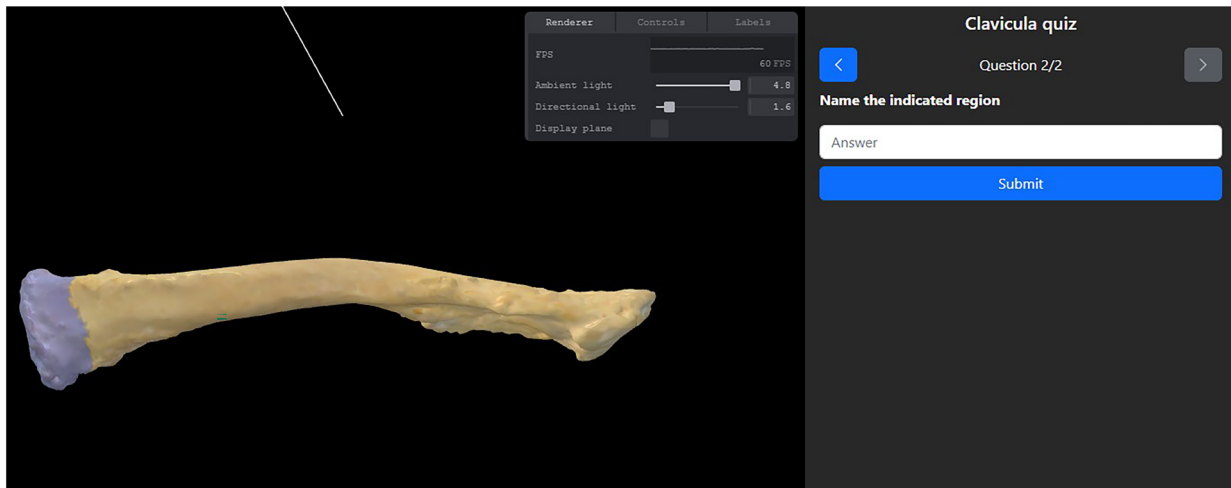 Renderer Controls Labels
FPS
60 FPS
Ambient light 4.8
Directional light 1.6
Display plane
Clavicula quiz
Question 2/2
Name the indicated region
Answer
Submit